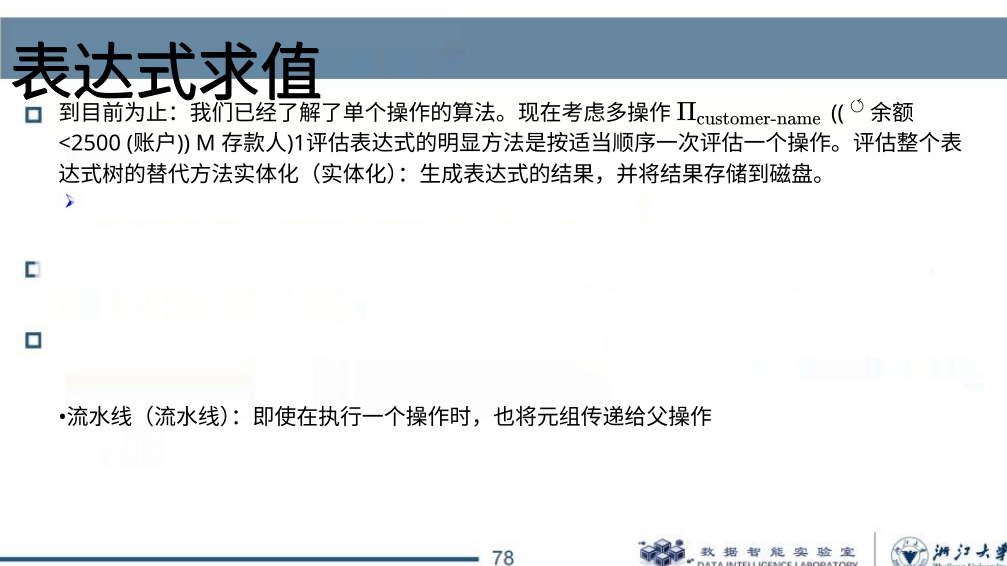 表达式求值
到目前为止：我们已经了解了单个操作的算法。现在考虑多操作 Πcustomer-name ((↺余额
<2500 (账户)) M 存款人)1评估表达式的明显方法是按适当顺序一次评估一个操作。评估整个表
达式树的替代方法实体化（实体化）：生成表达式的结果，并将结果存储到磁盘。
•流水线（流水线）：即使在执行一个操作时，也将元组传递给父操作
78
数据智能实验室
DATA INTELLIGENCE LABORATORY
浙江大学